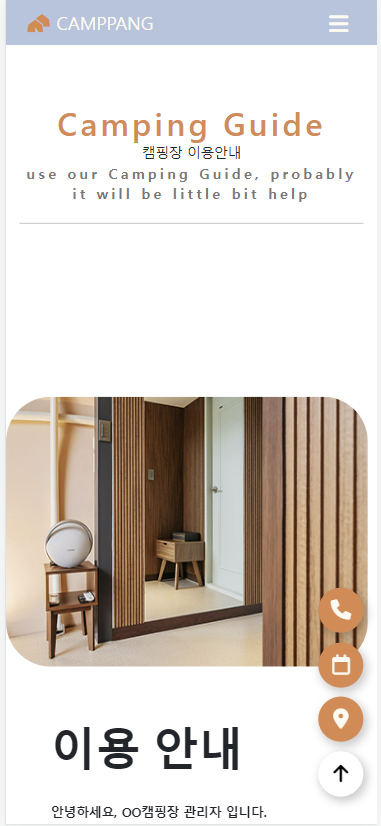 CAMPPANG
Camping Guide
캠핑장 이용안내
use our Camping Guide, probably
it will be little bit help
이용 안내
안녕하세요, OO캠핑장 관리자 입니다.